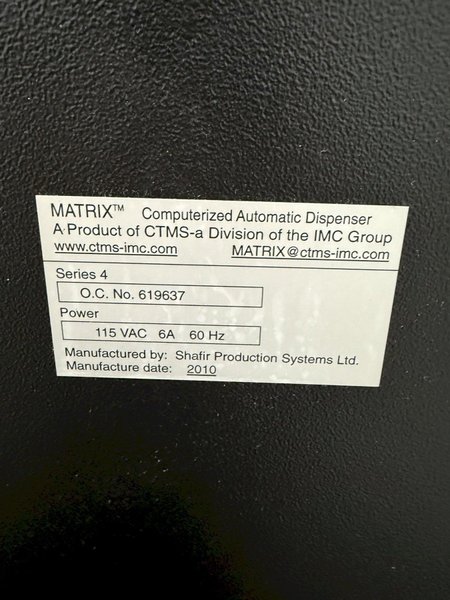 MATRIX™ Computerized Automatic Dispenser
A Product of CTMS-a Division of the IMC Group
www.ctms-imc.com MATRIX@ctms-imc.com
Series 4
O.C. No. 619637
Power
115 VAC 6A 60 Hz
Manufactured by: Shafir Production Systems Ltd.
Manufacture date: 2010